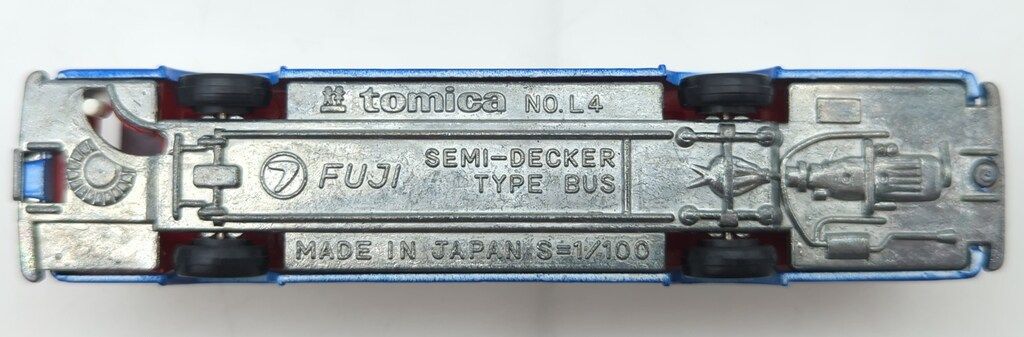 tomica NO.L4
FUJI
SEMI-DECKER
TYPE BUS
MADE IN JAPAN S=1/100